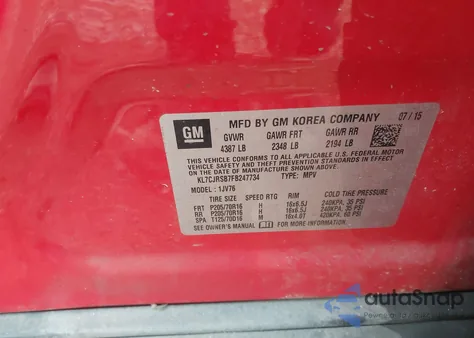 GM
MFD BY GM KOREA COMPANY 07/15
GVWR GAWR FRT GAWR RR
4387 LB 2348 LB 2194 LB
THIS VEHICLE CONFORMS TO ALL APPLICABLE U.S. FEDERAL MOTOR
VEHICLE SAFETY AND THEFT PREVENTION STANDARDS IN EFFECT
ON THE DATE OF MANUFACTURE SHOWN ABOVE.
KL7CJRSB7FB247734 TYPE: MPV
MODEL: 1JV76
TIRE SIZE SPEED RTG RIM COLD TIRE PRESSURE
FRT P205/70R16 H 16x6.5J 240KPA, 35 PSI
RR P205/70R16 H 16x6.5J 240KPA, 35 PSI
SPA T125/70D16 M 16x4.0T 420KPA, 60 PSI
SEE OWNER'S MANUAL FOR MORE INFORMATION
autoSnap